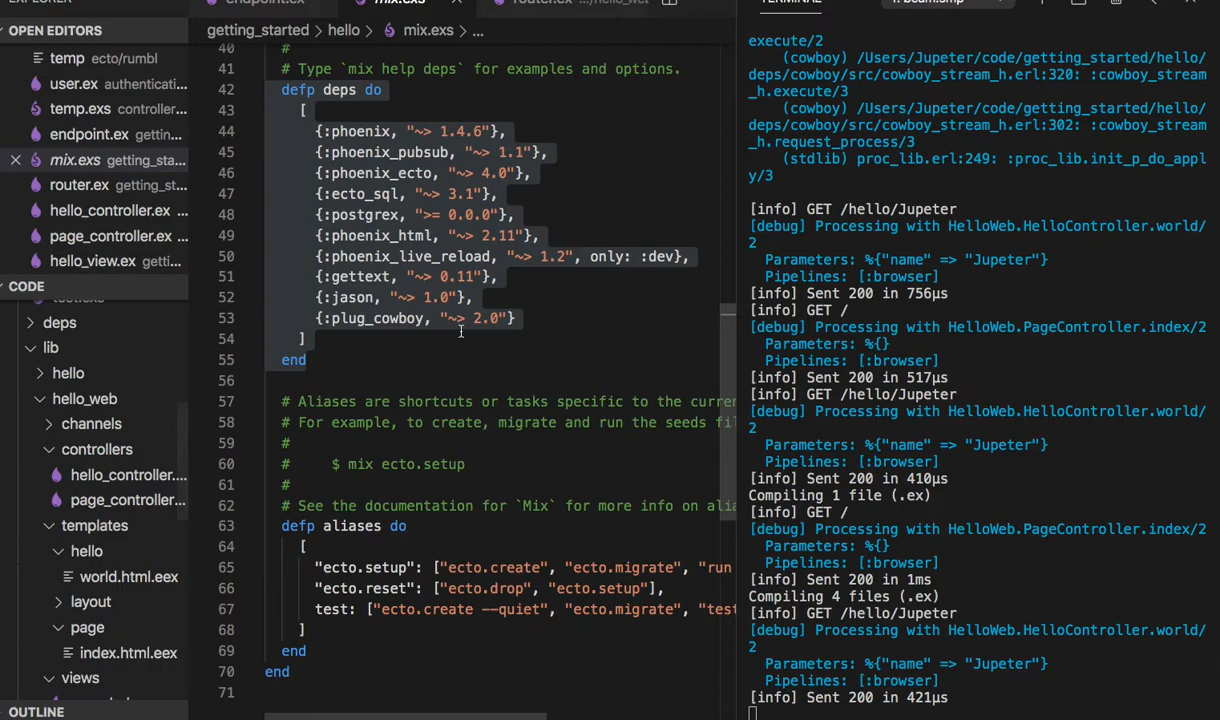 EXPLORER
OPEN EDITORS
temp ecto/rumbl
user.ex authenticati...
temp.exs controller...
endpoint.ex gettin...
mix.exs getting_sta...
router.ex getting_st...
hello_controller.ex ...
page_controller.ex ...
hello_view.ex getti...
CODE
deps
lib
hello
hello_web
channels
controllers
hello_controller....
page_controller...
templates
hello
world.html.eex
layout
page
index.html.eex
views
OUTLINE
endpoint.ex
mix.exs
router.ex .../hello_web
getting_started > hello > mix.exs > ...
40 #
41 # Type `mix help deps` for examples and options.
42 defp deps do
43 [
44 {:phoenix, "~> 1.4.6"},
45 {:phoenix_pubsub, "~> 1.1"},
46 {:phoenix_ecto, "~> 4.0"},
47 {:ecto_sql, "~> 3.1"},
48 {:postgrex, ">= 0.0.0"},
49 {:phoenix_html, "~> 2.11"},
50 {:phoenix_live_reload, "~> 1.2", only: :dev},
51 {:gettext, "~> 0.11"},
52 {:jason, "~> 1.0"},
53 {:plug_cowboy, "~> 2.0"}
54 ]
55 end
56
57 # Aliases are shortcuts or tasks specific to the curre
58 # For example, to create, migrate and run the seeds fi
59 #
60 # $ mix ecto.setup
61 #
62 # See the documentation for `Mix` for more info on alia
63 defp aliases do
64 [
65 "ecto.setup": ["ecto.create", "ecto.migrate", "run
66 "ecto.reset": ["ecto.drop", "ecto.setup"],
67 test: ["ecto.create --quiet", "ecto.migrate", "test
68 ]
69 end
70 end
71
TERMINAL
1: beam.smp
execute/2
(cowboy) /Users/Jupeter/code/getting_started/hello/
deps/cowboy/src/cowboy_stream_h.erl:320: :cowboy_stream
_h.execute/3
(cowboy) /Users/Jupeter/code/getting_started/hello/
deps/cowboy/src/cowboy_stream_h.erl:302: :cowboy_stream
_h.request_process/3
(stdlib) proc_lib.erl:249: :proc_lib.init_p_do_appl
y/3
[info] GET /hello/Jupeter
[debug] Processing with HelloWeb.HelloController.world/
2
Parameters: %{"name" => "Jupeter"}
Pipelines: [:browser]
[info] Sent 200 in 756µs
[info] GET /
[debug] Processing with HelloWeb.PageController.index/2
Parameters: %{}
Pipelines: [:browser]
[info] Sent 200 in 517µs
[info] GET /hello/Jupeter
[debug] Processing with HelloWeb.HelloController.world/
2
Parameters: %{"name" => "Jupeter"}
Pipelines: [:browser]
[info] Sent 200 in 410µs
Compiling 1 file (.ex)
[info] GET /
[debug] Processing with HelloWeb.PageController.index/2
Parameters: %{}
Pipelines: [:browser]
[info] Sent 200 in 1ms
Compiling 4 files (.ex)
[info] GET /hello/Jupeter
[debug] Processing with HelloWeb.HelloController.world/
2
Parameters: %{"name" => "Jupeter"}
Pipelines: [:browser]
[info] Sent 200 in 421µs